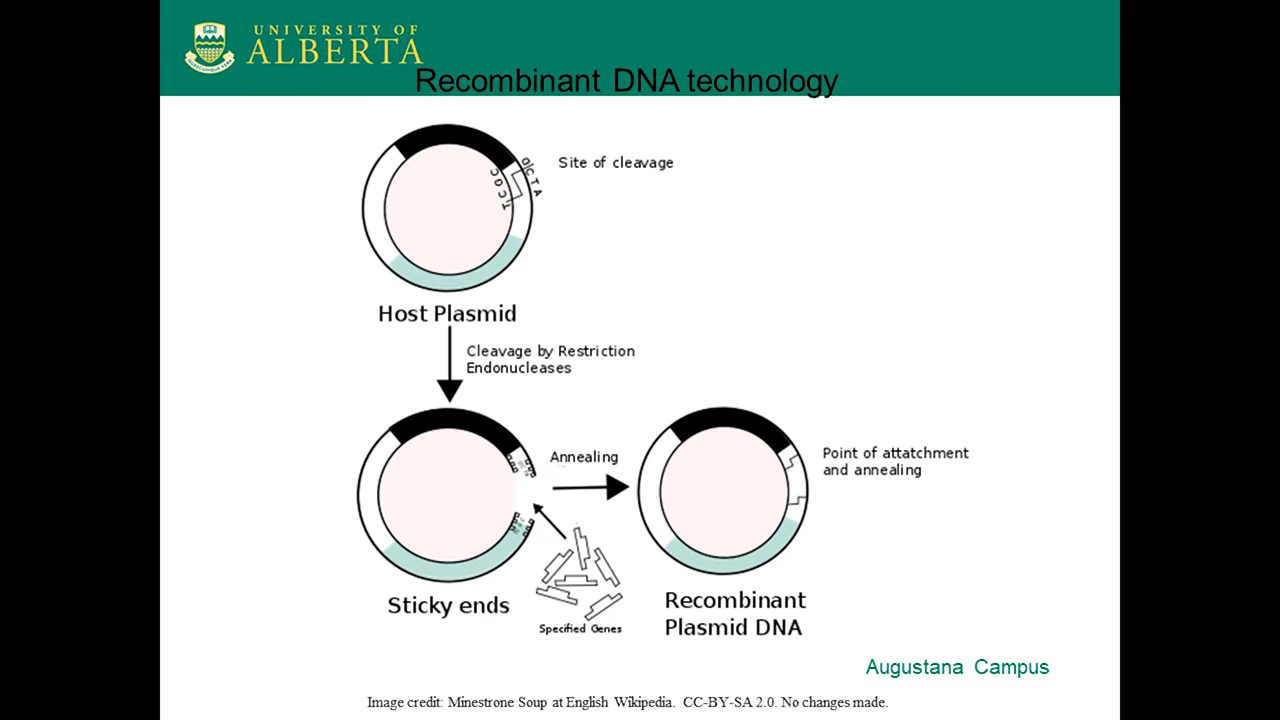 UNIVERSITY OF
ALBERTA
Recombinant DNA technology
Site of cleavage
Host Plasmid
Cleavage by Restriction
Endonucleases
Annealing
Point of attatchment
and annealing
Sticky ends
Specified Genes
Recombinant
Plasmid DNA
Augustana Campus
Image credit: Minestrone Soup at English Wikipedia. CC-BY-SA 2.0. No changes made.